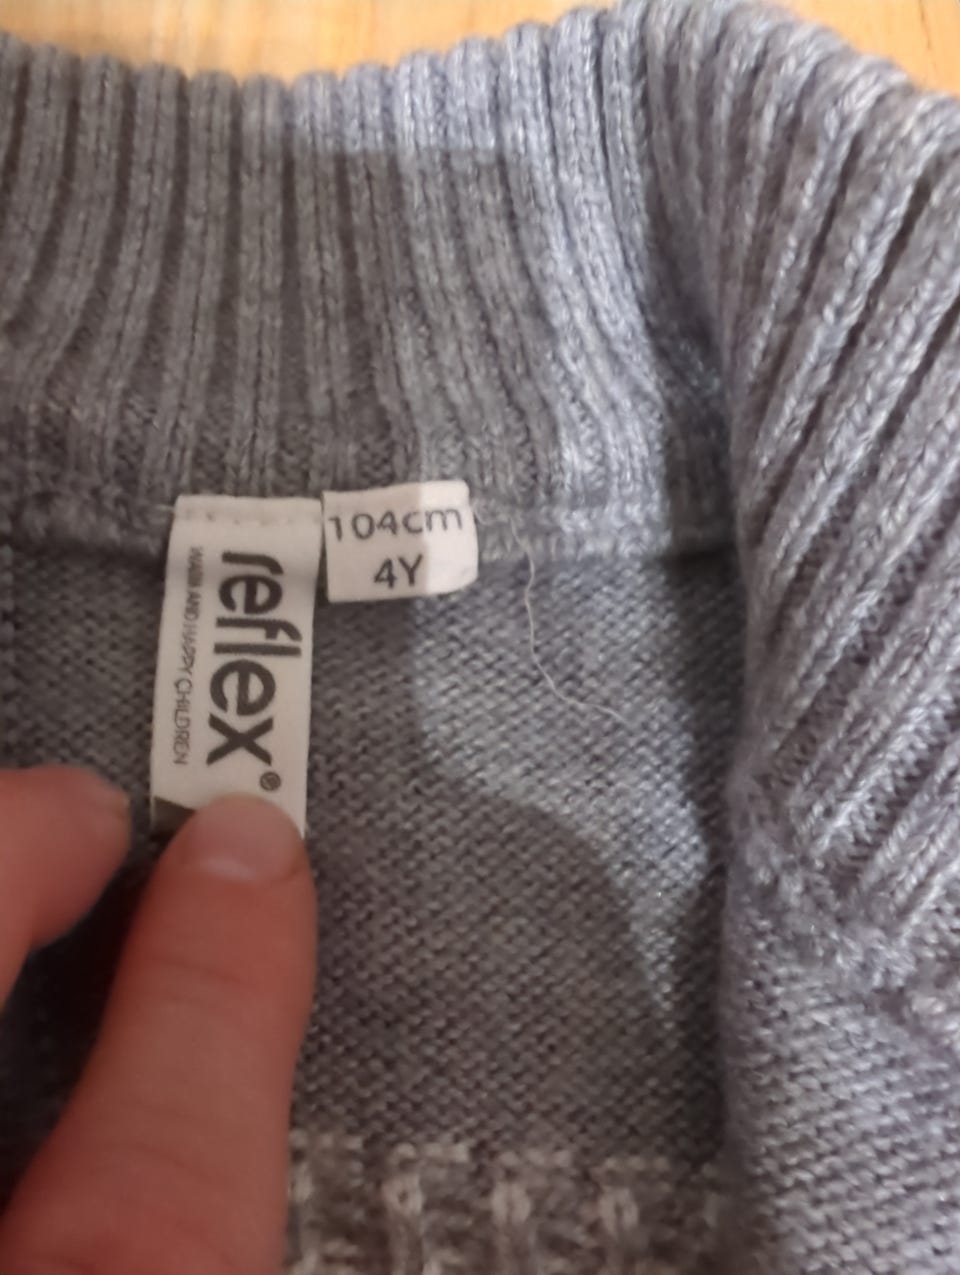 reflex®
WARM AND HAPPY CHILDREN
104cm
4Y